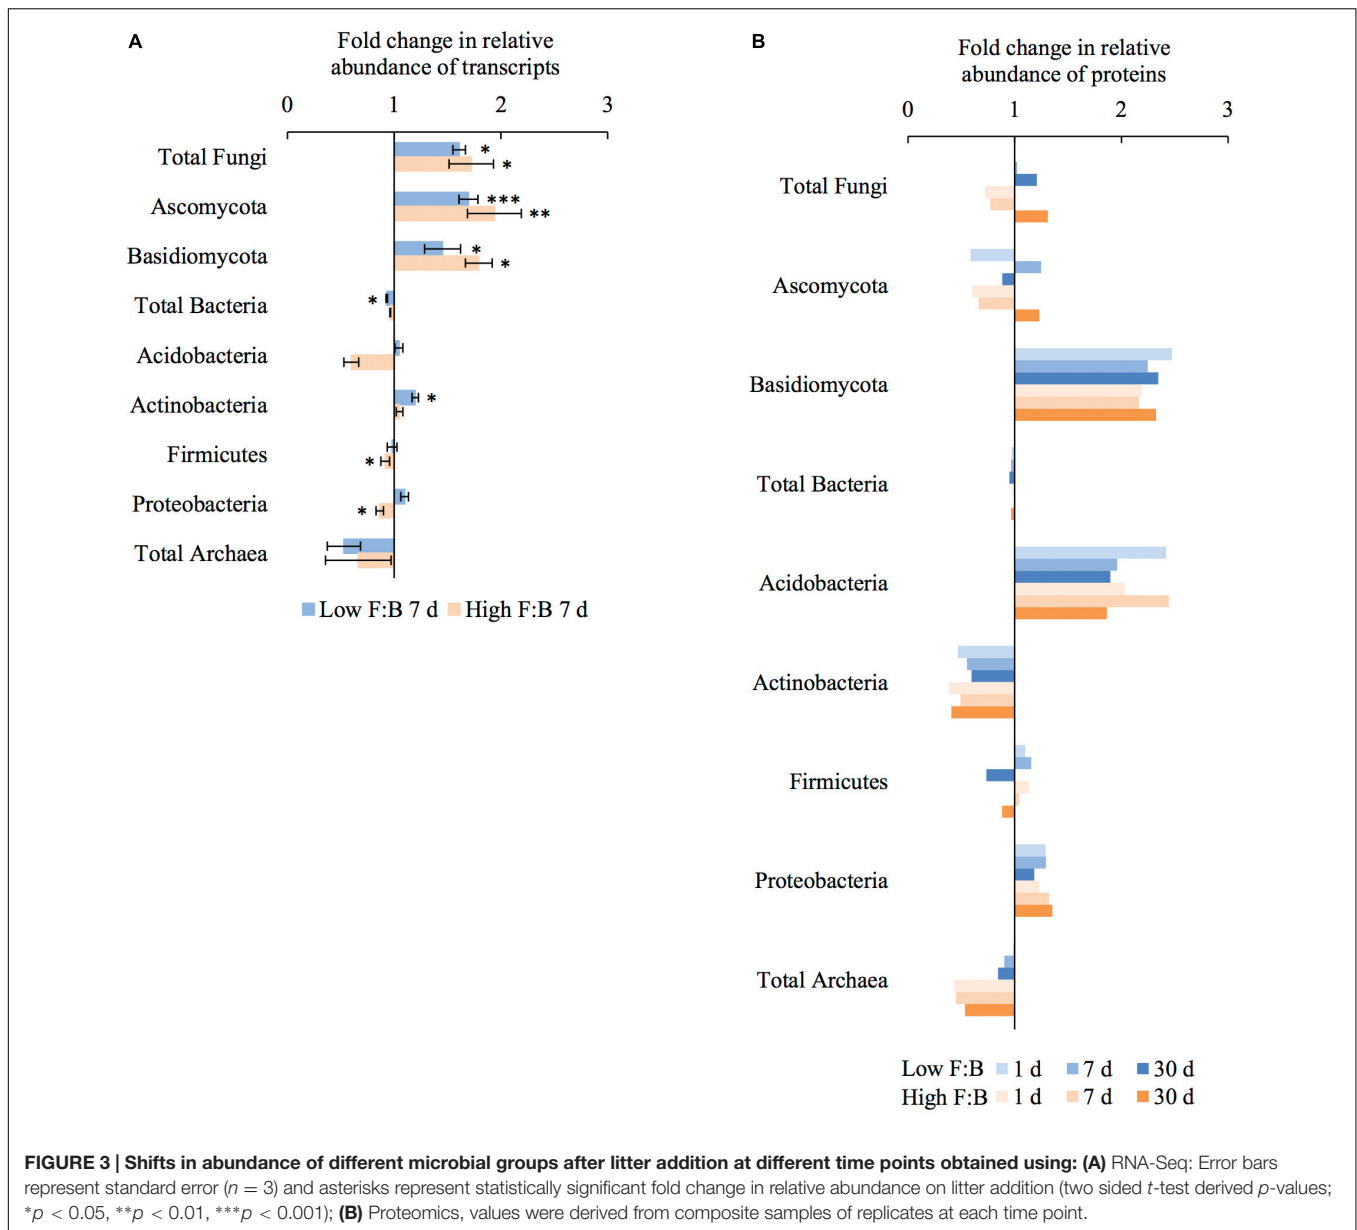 A
Fold change in relative
abundance of transcripts
0 1 2 3
Total Fungi *
*
Ascomycota ***
**
Basidiomycota *
*
Total Bacteria *
Acidobacteria
Actinobacteria *
Firmicutes
*
Proteobacteria
*
Total Archaea
Low F:B 7 d High F:B 7 d
B
Fold change in relative
abundance of proteins
0 1 2 3
Total Fungi
Ascomycota
Basidiomycota
Total Bacteria
Acidobacteria
Actinobacteria
Firmicutes
Proteobacteria
Total Archaea
Low F:B 1 d 7 d 30 d
High F:B 1 d 7 d 30 d
FIGURE 3 | Shifts in abundance of different microbial groups after litter addition at different time points obtained using: (A) RNA-Seq: Error bars
represent standard error (n = 3) and asterisks represent statistically significant fold change in relative abundance on litter addition (two sided t-test derived p-values;
*p < 0.05, **p < 0.01, ***p < 0.001); (B) Proteomics, values were derived from composite samples of replicates at each time point.